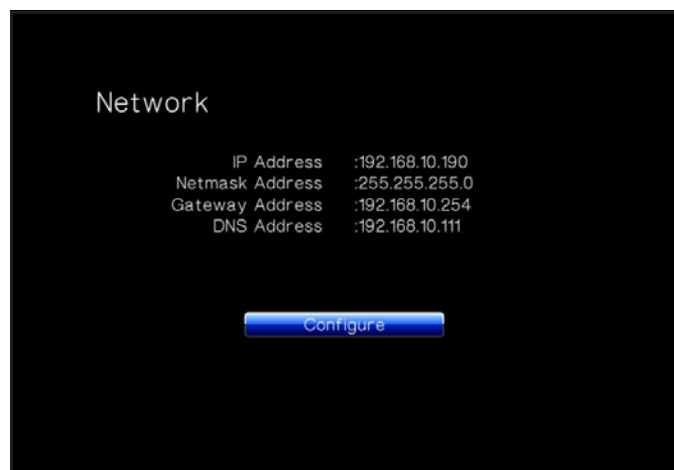 Network
IP Address :192.168.10.190
Netmask Address :255.255.255.0
Gateway Address :192.168.10.254
DNS Address :192.168.10.111
Configure